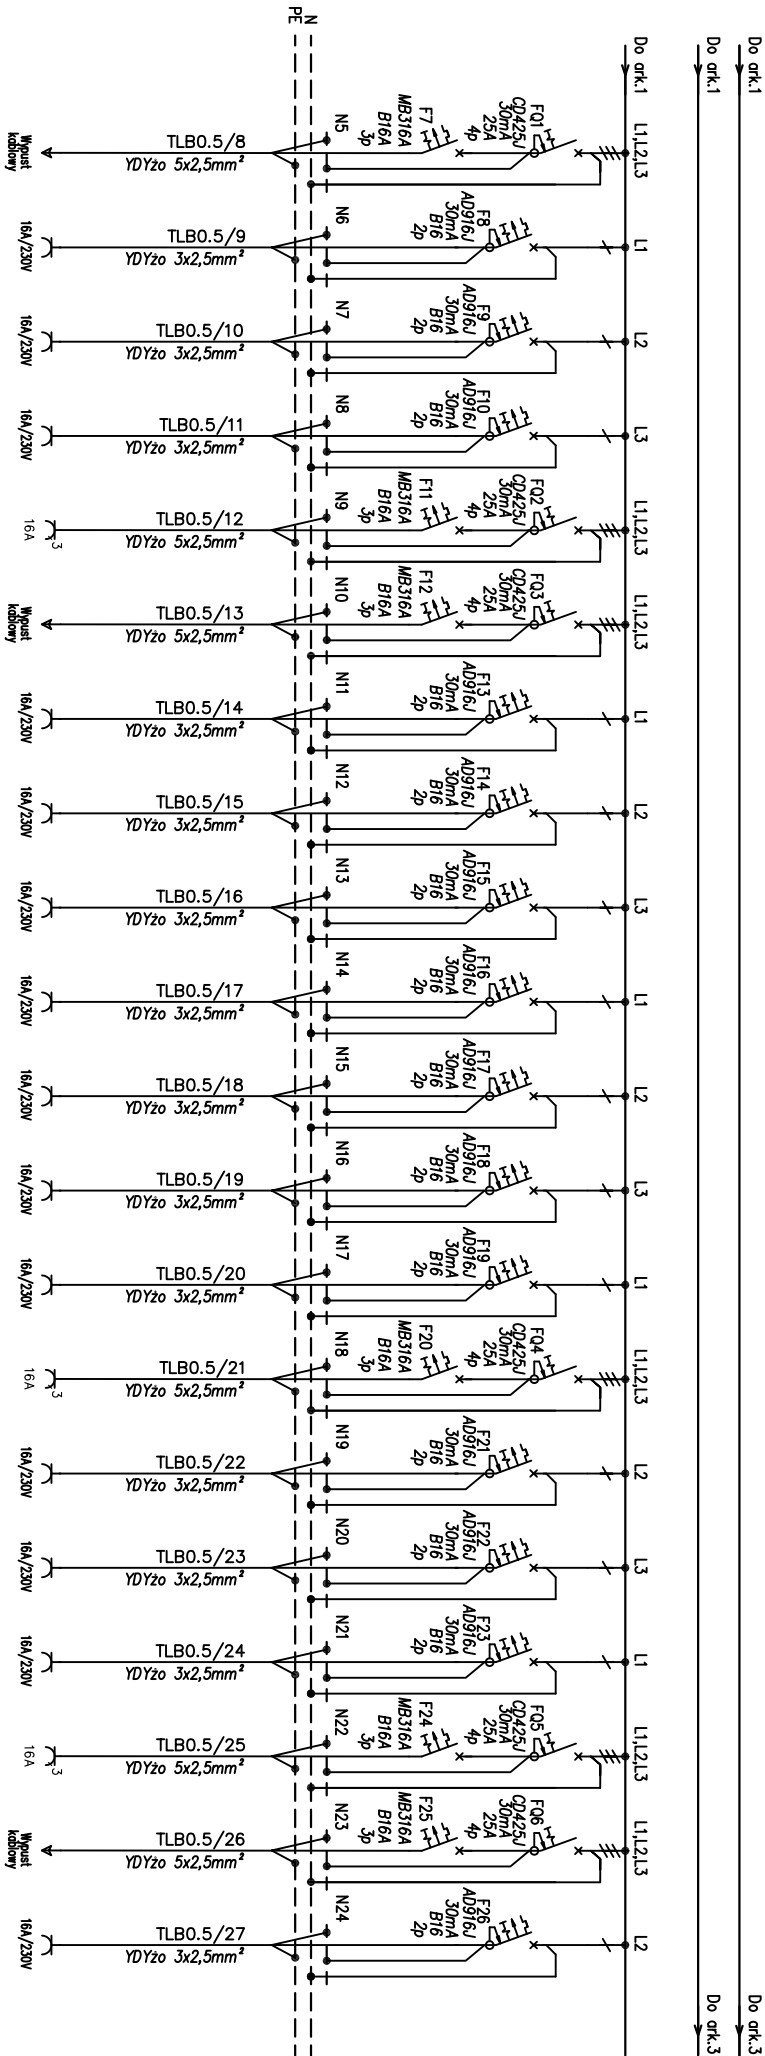 Do ark.1
Do ark.3
Do ark.1
Do ark.3
Do ark.1
N
PE
L1,L2,L3
FQ1
CD425J
30mA
25A
4p
F7
MB316A
B16A
3p
N5
TLB0.5/8
YDYżo 5x2,5mm²
Wypust
kablowy
L1
F8
AD916J
30mA
B16
2p
N6
TLB0.5/9
YDYżo 3x2,5mm²
16A/230V
L2
F9
AD916J
30mA
B16
2p
N7
TLB0.5/10
YDYżo 3x2,5mm²
16A/230V
L3
F10
AD916J
30mA
B16
2p
N8
TLB0.5/11
YDYżo 3x2,5mm²
16A/230V
L1,L2,L3
FQ2
CD425J
30mA
25A
4p
F11
MB316A
B16A
3p
N9
TLB0.5/12
YDYżo 5x2,5mm²
3
16A
L1,L2,L3
FQ3
CD425J
30mA
25A
4p
F12
MB316A
B16A
3p
N10
TLB0.5/13
YDYżo 5x2,5mm²
Wypust
kablowy
L1
F13
AD916J
30mA
B16
2p
N11
TLB0.5/14
YDYżo 3x2,5mm²
16A/230V
L2
F14
AD916J
30mA
B16
2p
N12
TLB0.5/15
YDYżo 3x2,5mm²
16A/230V
L3
F15
AD916J
30mA
B16
2p
N13
TLB0.5/16
YDYżo 3x2,5mm²
16A/230V
L1
F16
AD916J
30mA
B16
2p
N14
TLB0.5/17
YDYżo 3x2,5mm²
16A/230V
L2
F17
AD916J
30mA
B16
2p
N15
TLB0.5/18
YDYżo 3x2,5mm²
16A/230V
L3
F18
AD916J
30mA
B16
2p
N16
TLB0.5/19
YDYżo 3x2,5mm²
16A/230V
L1
F19
AD916J
30mA
B16
2p
N17
TLB0.5/20
YDYżo 3x2,5mm²
16A/230V
L1,L2,L3
FQ4
CD425J
30mA
25A
4p
F20
MB316A
B16A
3p
N18
TLB0.5/21
YDYżo 5x2,5mm²
3
16A
L2
F21
AD916J
30mA
B16
2p
N19
TLB0.5/22
YDYżo 3x2,5mm²
16A/230V
L3
F22
AD916J
30mA
B16
2p
N20
TLB0.5/23
YDYżo 3x2,5mm²
16A/230V
L1
F23
AD916J
30mA
B16
2p
N21
TLB0.5/24
YDYżo 3x2,5mm²
16A/230V
L1,L2,L3
FQ5
CD425J
30mA
25A
4p
F24
MB316A
B16A
3p
N22
TLB0.5/25
YDYżo 5x2,5mm²
3
16A
L1,L2,L3
FQ6
CD425J
30mA
25A
4p
F25
MB316A
B16A
3p
N23
TLB0.5/26
YDYżo 5x2,5mm²
Wypust
kablowy
L2
F26
AD916J
30mA
B16
2p
N24
TLB0.5/27
YDYżo 3x2,5mm²
16A/230V